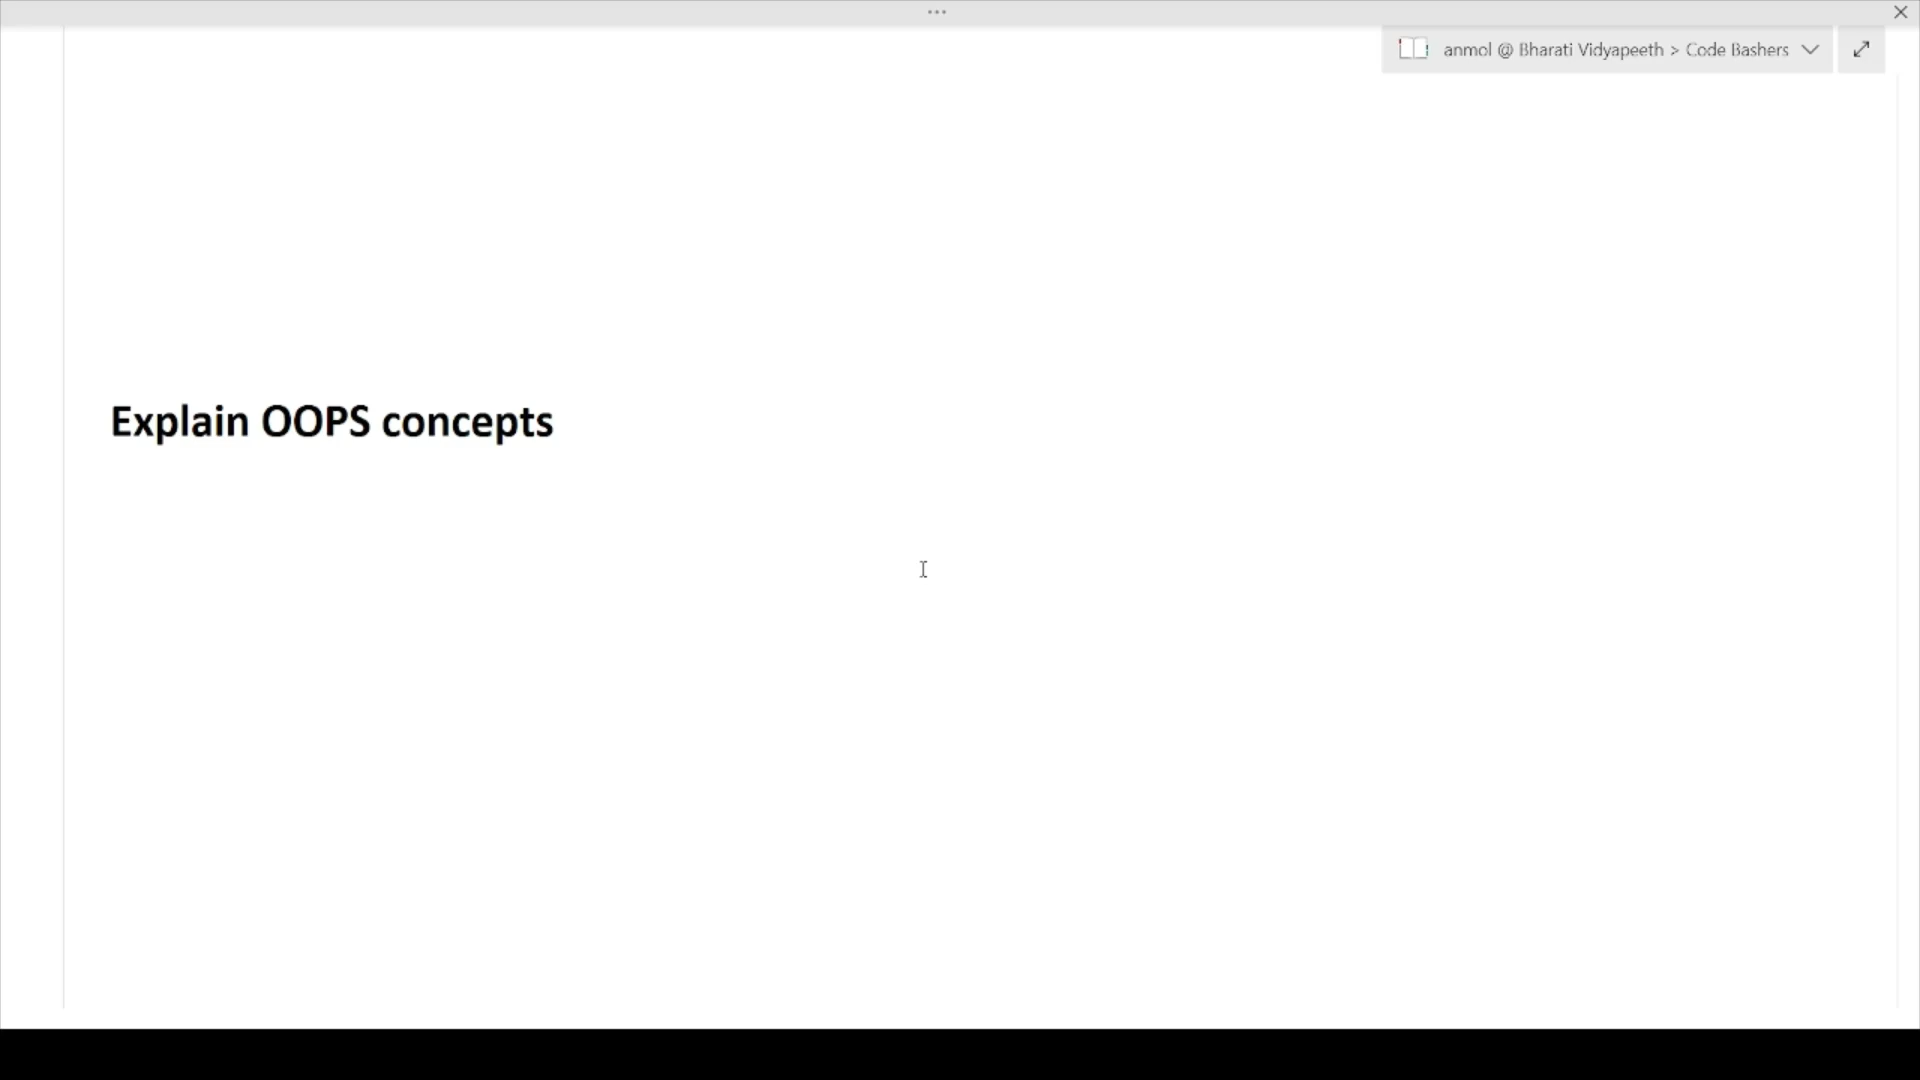 anmol @ Bharati Vidyapeeth > Code Bashers
Explain OOPS concepts